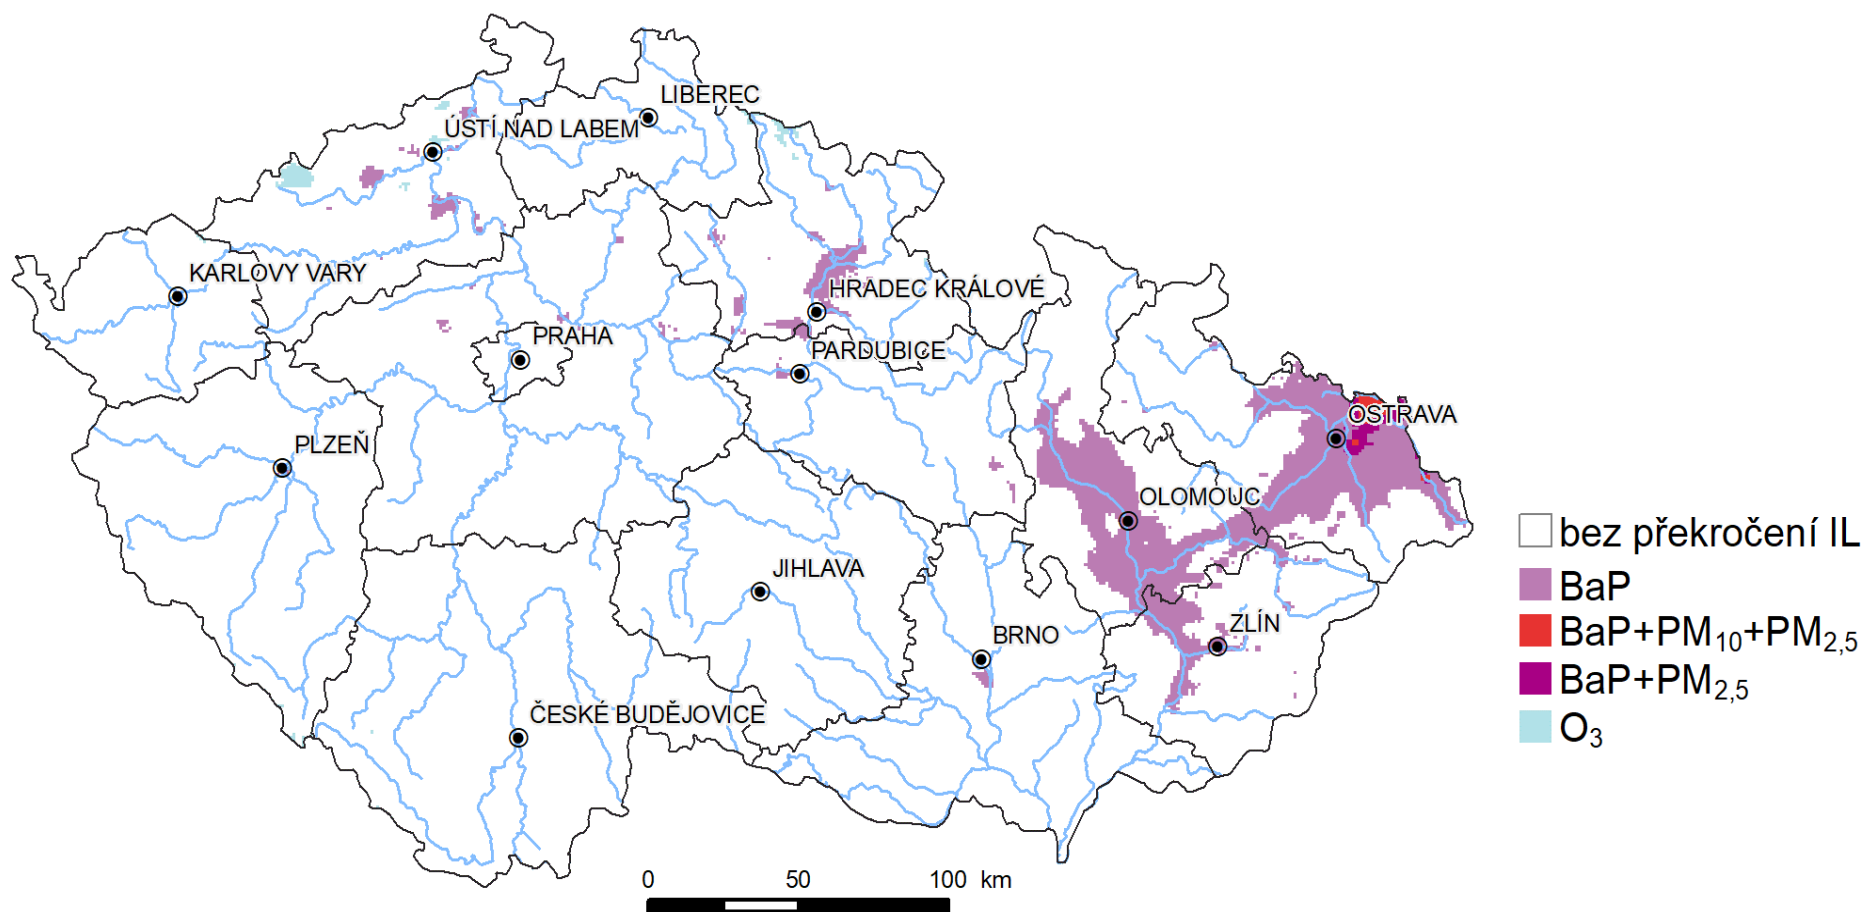 LIBEREC
ÚSTÍ NAD LABEM
KARLOVY VARY
HRADEC KRÁLOVÉ
PRAHA
PARDUBICE
OSTRAVA
PLZEŇ
OLOMOUC
JIHLAVA
ZLÍN
BRNO
ČESKÉ BUDĚJOVICE
bez překročení IL
BaP
BaP+PM10+PM2,5
BaP+PM2,5
O3
0 50 100 km